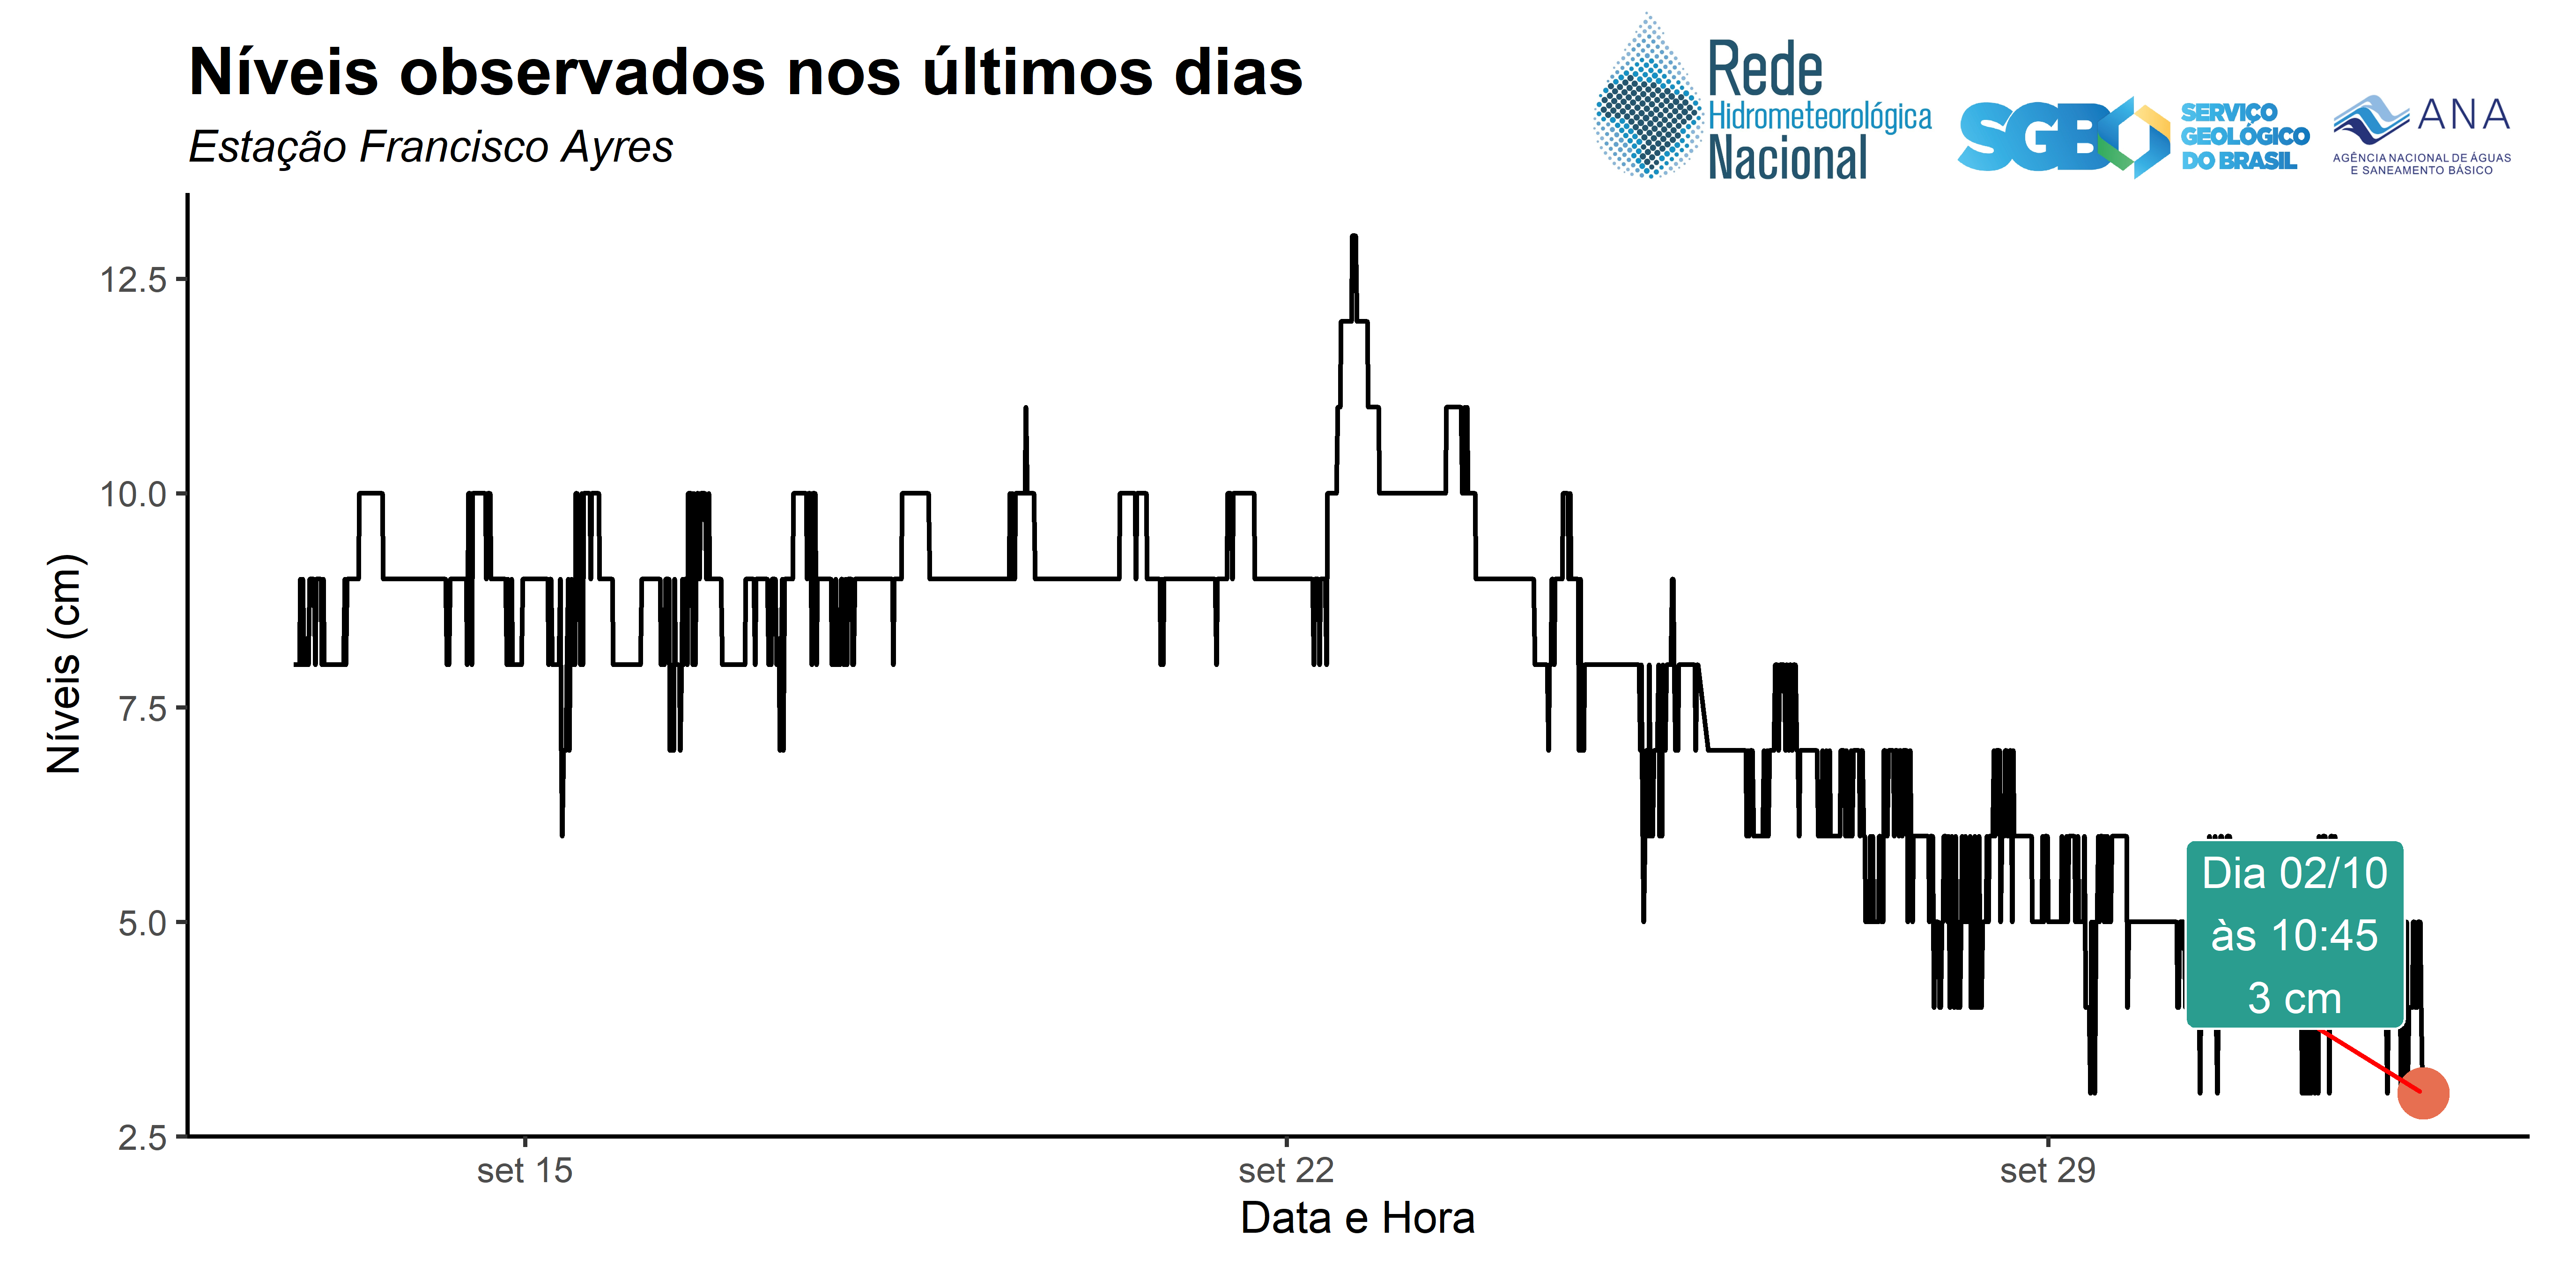 Níveis observados nos últimos dias
Estação Francisco Ayres
Rede
Hidrometeorológica
Nacional
SGB
SERVIÇO
GEOLÓGICO
DO BRASIL
ANA
AGÊNCIA NACIONAL DE ÁGUAS
E SANEAMENTO BÁSICO
Níveis (cm)
12.5
10.0
7.5
5.0
2.5
Dia 02/10
às 10:45
3 cm
set 15
set 22
set 29
Data e Hora